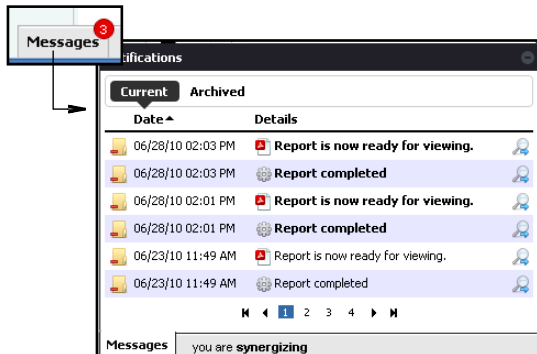 Messages 3
tifications
Current Archived
Date Details
06/28/10 02:03 PM Report is now ready for viewing.
06/28/10 02:03 PM Report completed
06/28/10 02:01 PM Report is now ready for viewing.
06/28/10 02:01 PM Report completed
06/23/10 11:49 AM Report is now ready for viewing.
06/23/10 11:49 AM Report completed
1 2 3 4
Messages you are synergizing